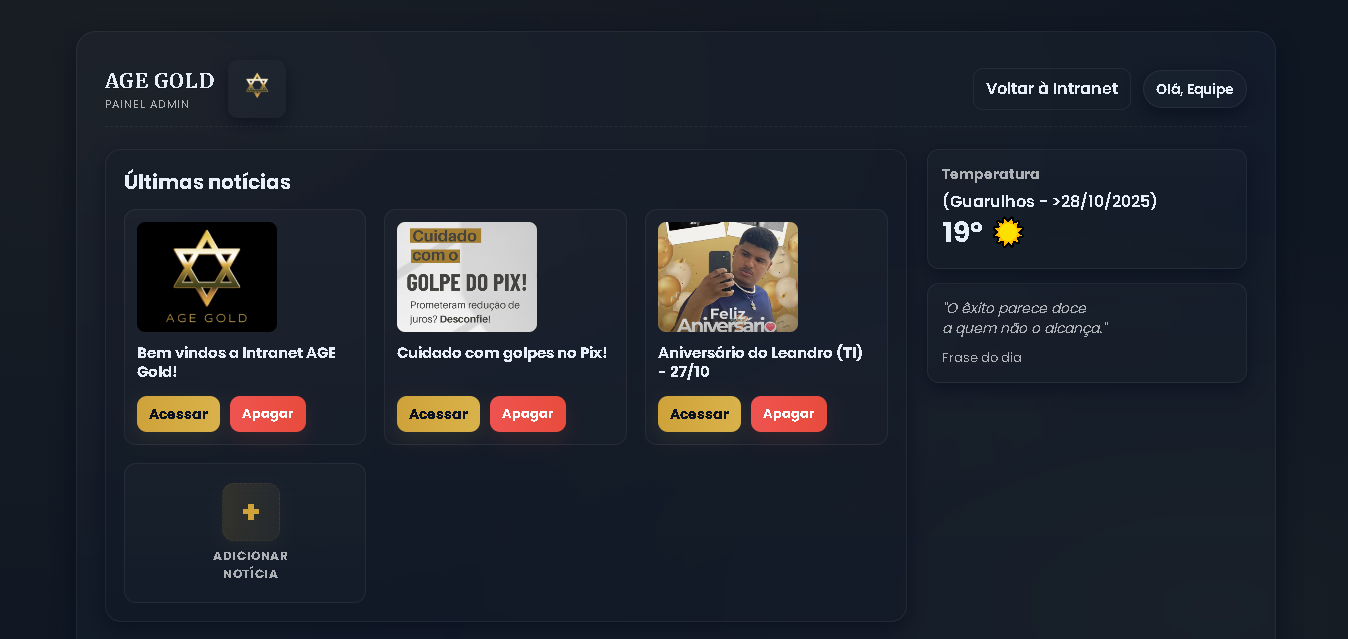 AGE GOLD
PAINEL ADMIN
Voltar à Intranet
Olá, Equipe
Últimas notícias
AGE GOLD
Bem vindos a Intranet AGE
Gold!
Acessar
Apagar
Cuidado
com o
GOLPE DO PIX!
Prometeram redução de
juros? Desconfie!
Cuidado com golpes no Pix!
Acessar
Apagar
Feliz
Aniversário
Aniversário do Leandro (TI)
- 27/10
Acessar
Apagar
+
ADICIONAR
NOTÍCIA
Temperatura
(Guarulhos - >28/10/2025)
19º
"O êxito parece doce
a quem não o alcança."
Frase do dia